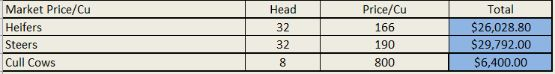 Market Price/Cu Head Price/Cu Total
Heifers 32 166 $26,028.80
Steers 32 190 $29,792.00
Cull Cows 8 800 $6,400.00